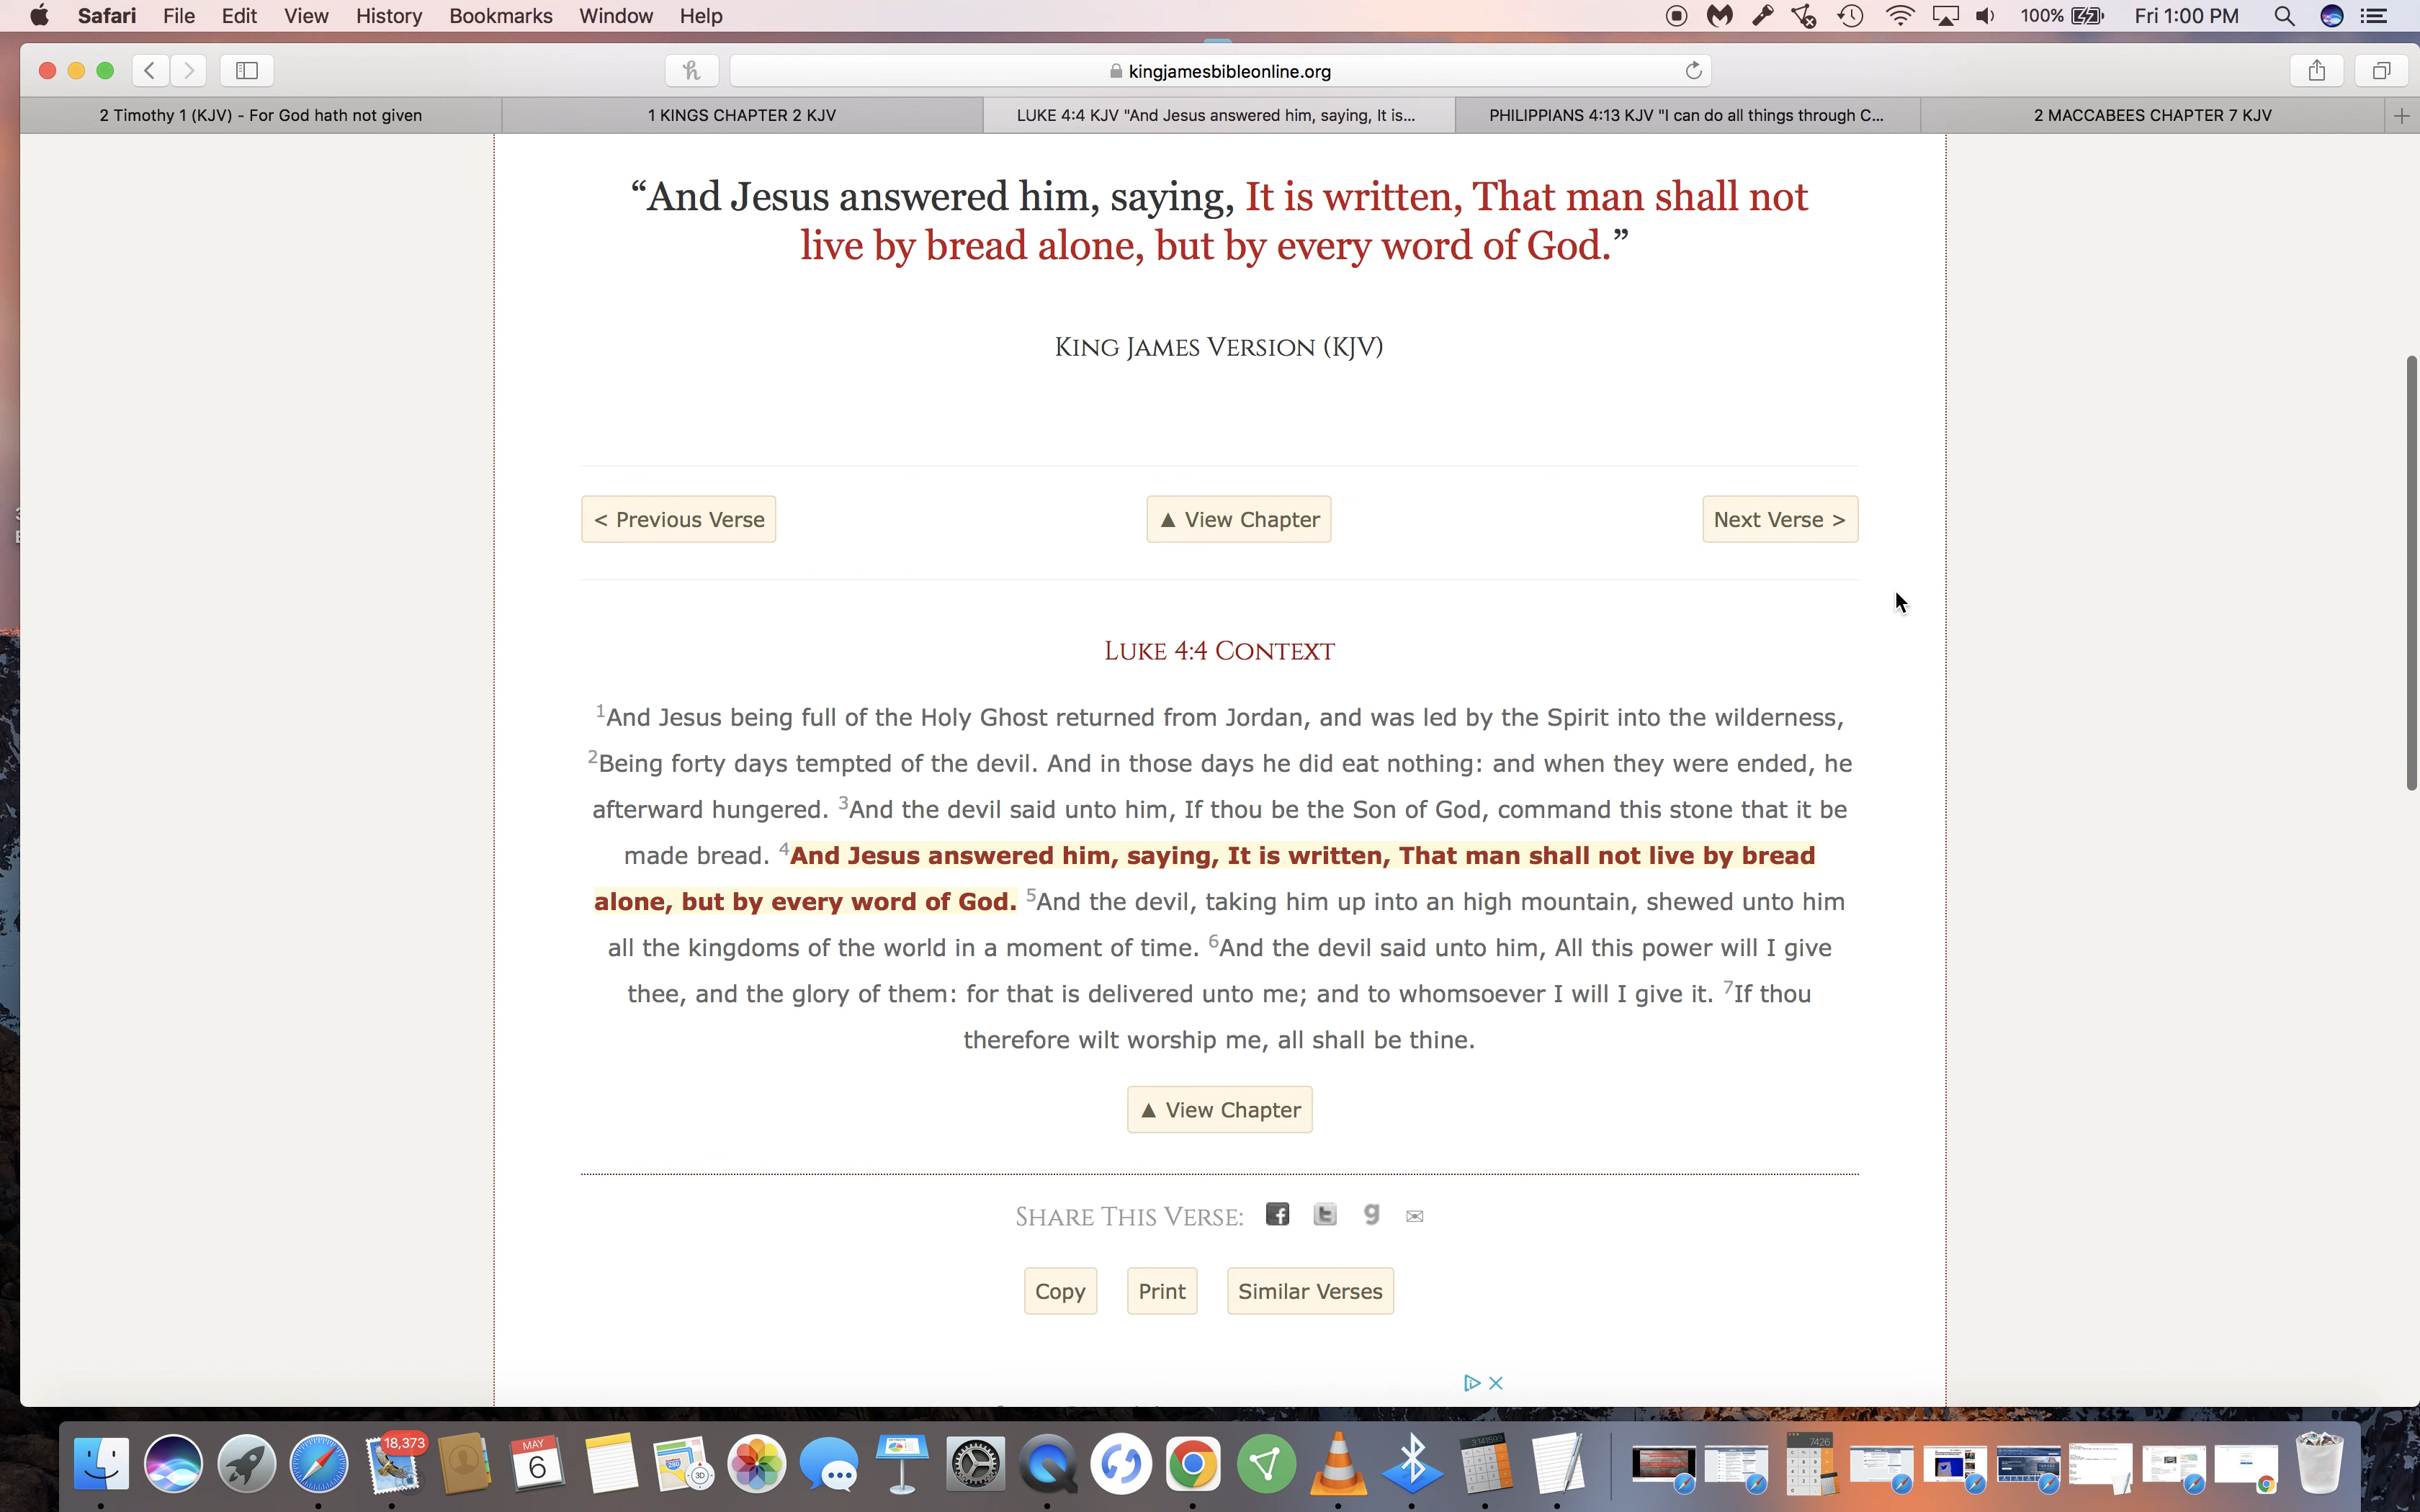 Safari File Edit View History Bookmarks Window Help 100% Fri 1:00 PM
kingjamesbibleonline.org
2 Timothy 1 (KJV) - For God hath not given 1 KINGS CHAPTER 2 KJV LUKE 4:4 KJV "And Jesus answered him, saying, It is... PHILIPPIANS 4:13 KJV "I can do all things through C... 2 MACCABEES CHAPTER 7 KJV
“And Jesus answered him, saying, It is written, That man shall not
live by bread alone, but by every word of God.”
King James Version (KJV)
< Previous Verse ▲ View Chapter Next Verse >
Luke 4:4 Context
1And Jesus being full of the Holy Ghost returned from Jordan, and was led by the Spirit into the wilderness,
2Being forty days tempted of the devil. And in those days he did eat nothing: and when they were ended, he
afterward hungered. 3And the devil said unto him, If thou be the Son of God, command this stone that it be
made bread. 4And Jesus answered him, saying, It is written, That man shall not live by bread
alone, but by every word of God. 5And the devil, taking him up into an high mountain, shewed unto him
all the kingdoms of the world in a moment of time. 6And the devil said unto him, All this power will I give
thee, and the glory of them: for that is delivered unto me; and to whomsoever I will I give it. 7If thou
therefore wilt worship me, all shall be thine.
▲ View Chapter
Share This Verse:
Copy Print Similar Verses
18,373
MAY
6
3D
7426